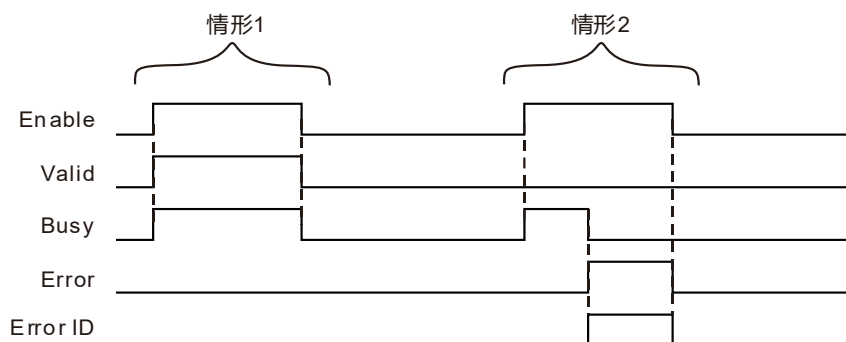 情形1
情形2
Enable
Valid
Busy
Error
Error ID